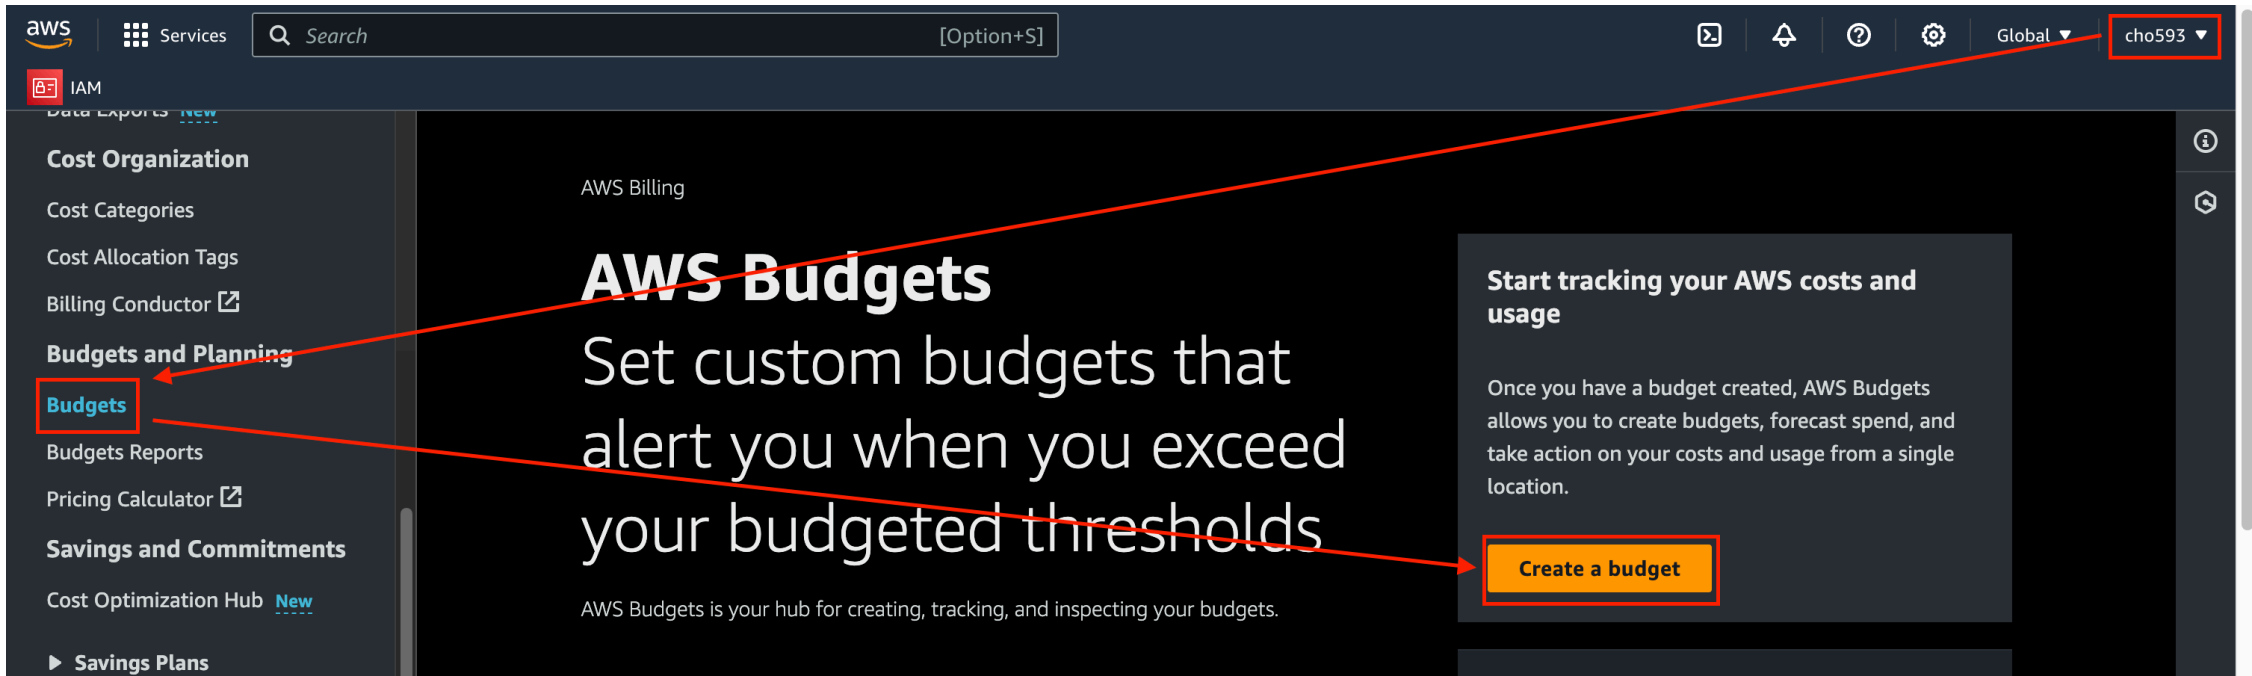 aws
Services
Search
[Option+S]
Global
cho593
IAM
Data Exports New
Cost Organization
Cost Categories
Cost Allocation Tags
Billing Conductor
Budgets and Planning
Budgets
Budgets Reports
Pricing Calculator
Savings and Commitments
Cost Optimization Hub New
Savings Plans
AWS Billing
AWS Budgets
Set custom budgets that
alert you when you exceed
your budgeted thresholds
AWS Budgets is your hub for creating, tracking, and inspecting your budgets.
Start tracking your AWS costs and
usage
Once you have a budget created, AWS Budgets
allows you to create budgets, forecast spend, and
take action on your costs and usage from a single
location.
Create a budget